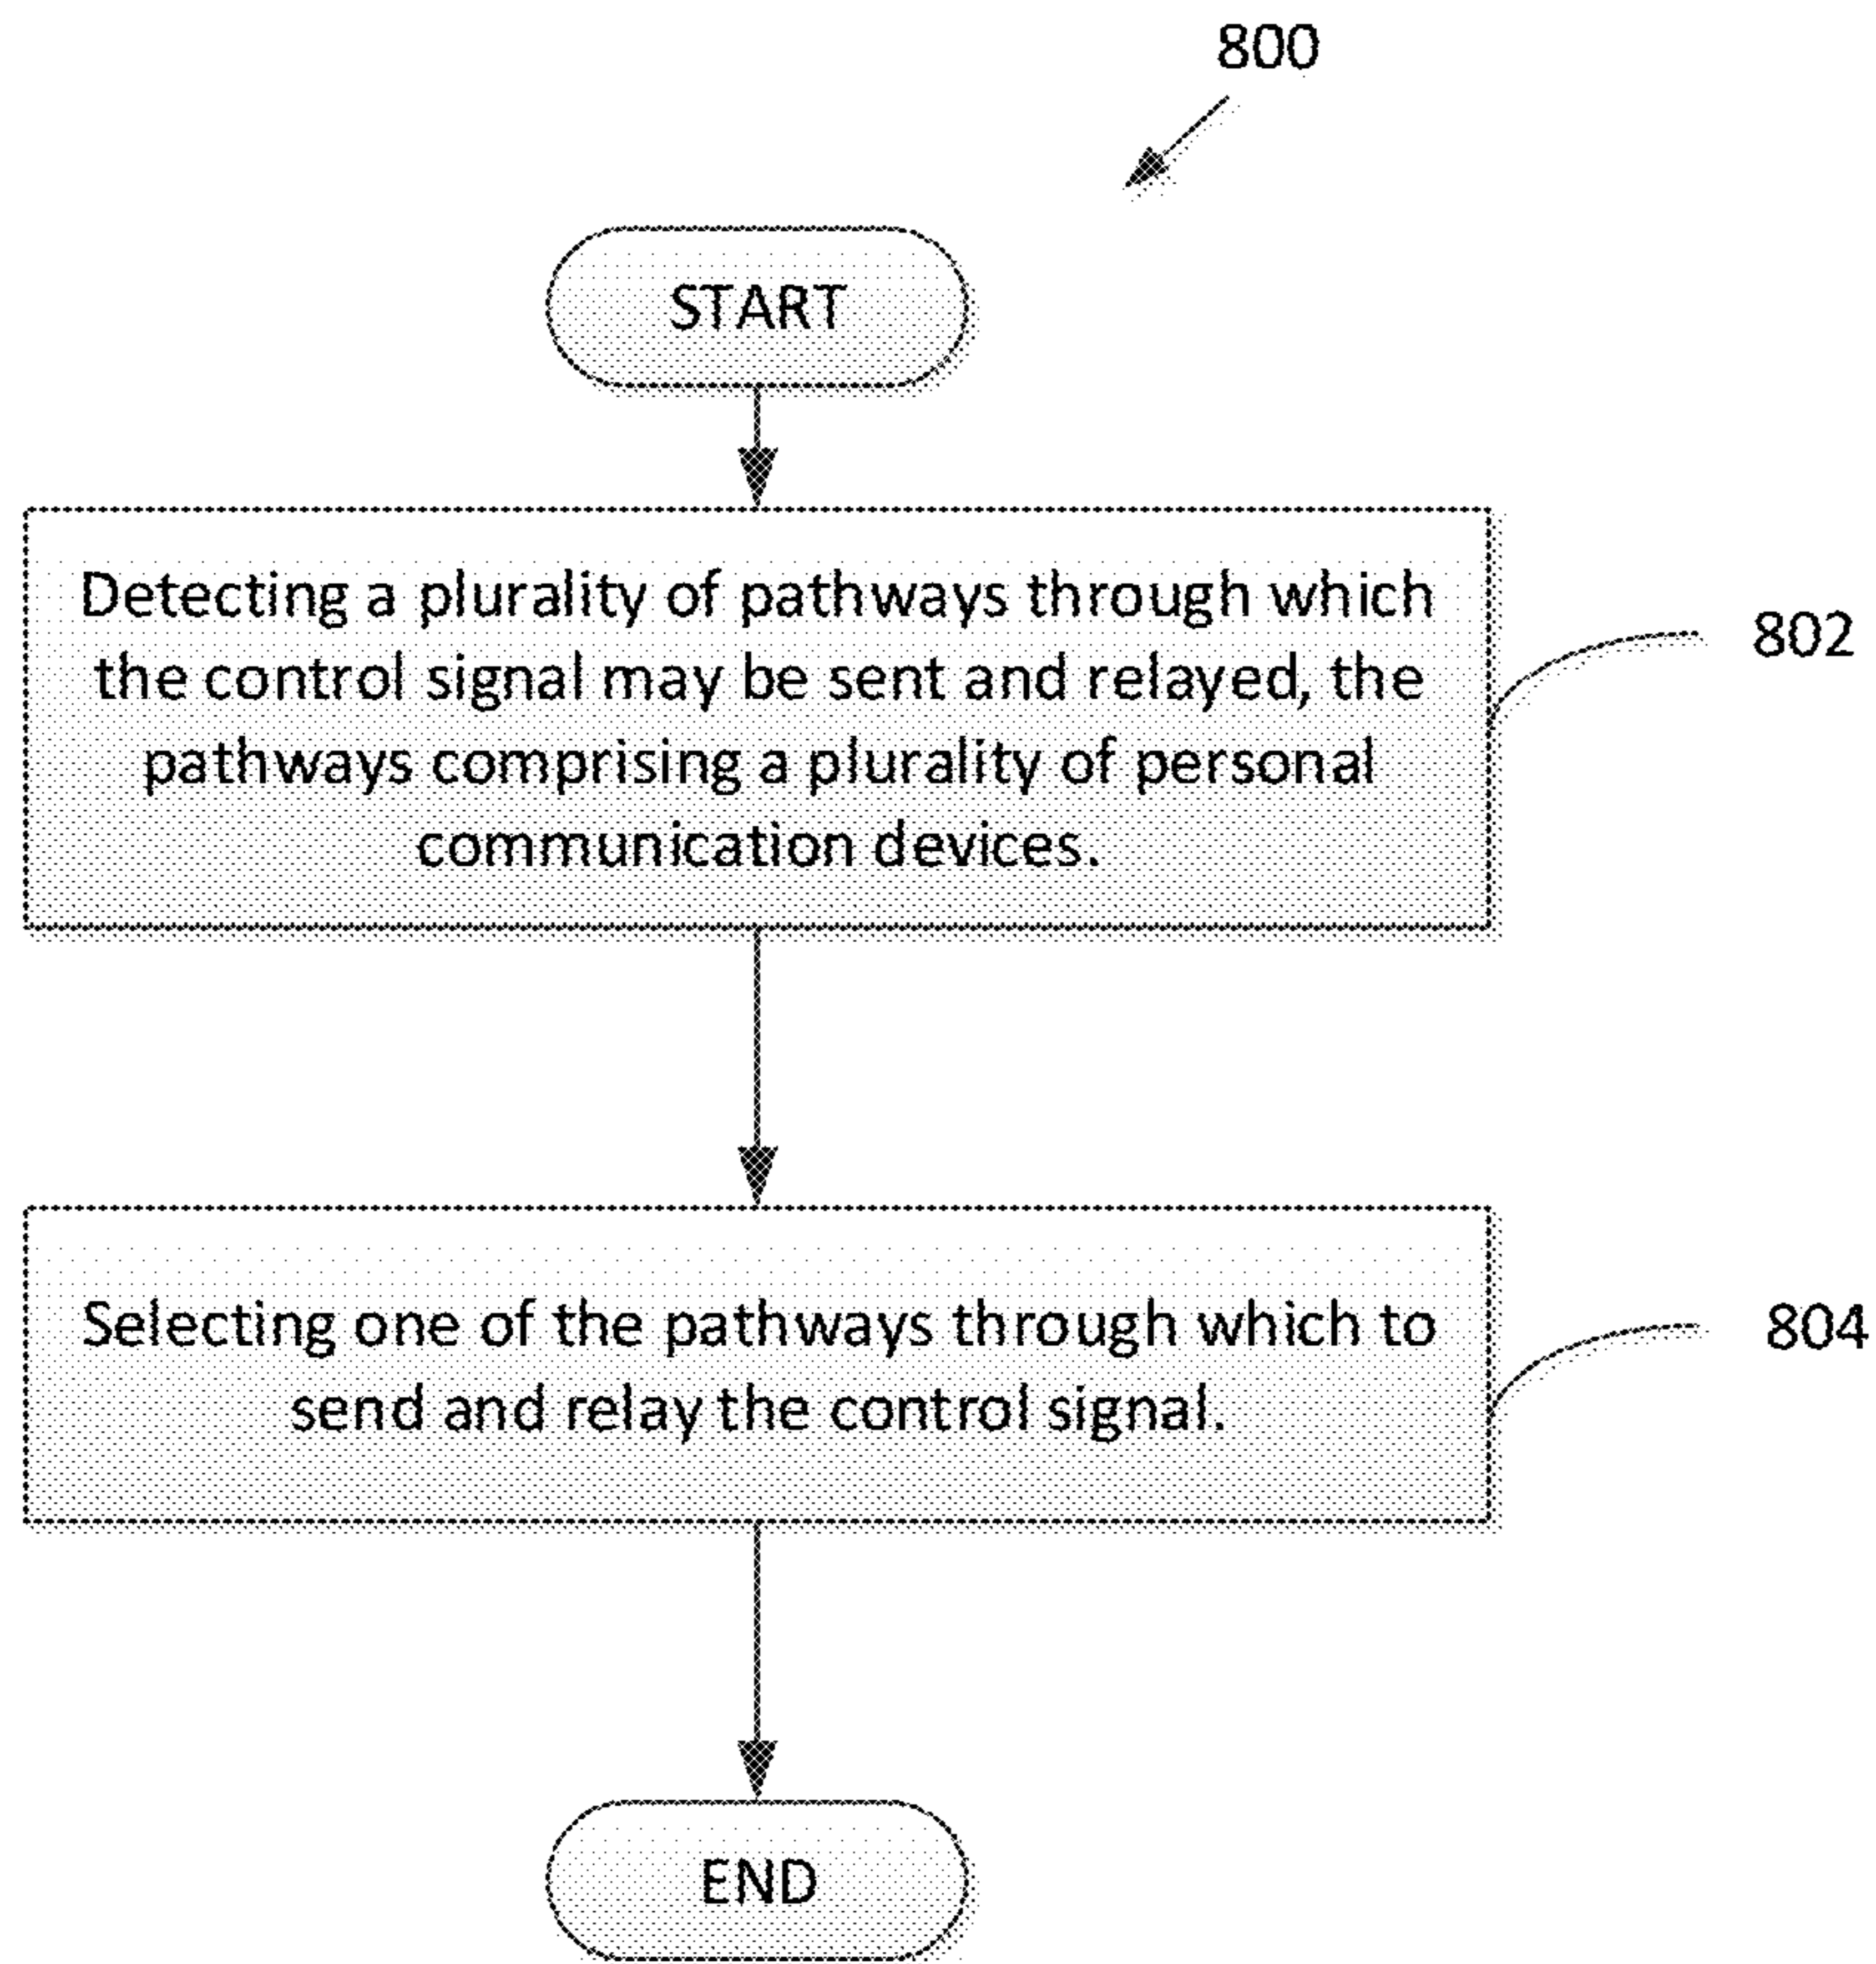 800
START
Detecting a plurality of pathways through which
the control signal may be sent and relayed, the
pathways comprising a plurality of personal
communication devices.
802
Selecting one of the pathways through which to
send and relay the control signal.
804
END